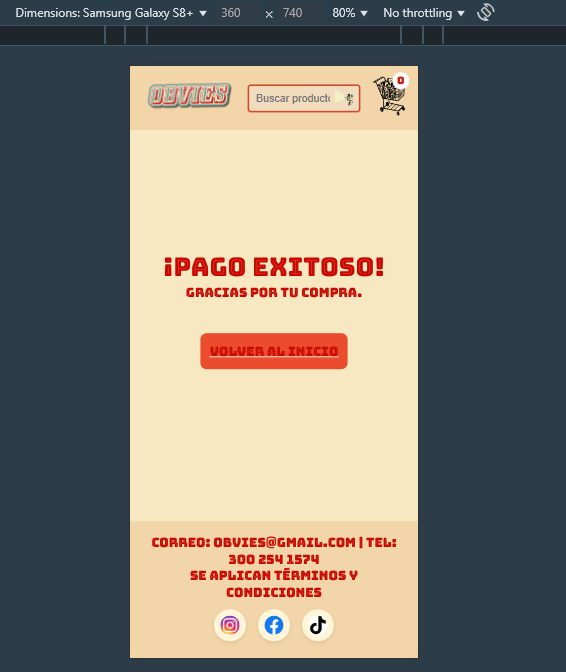 Dimensions: Samsung Galaxy S8+ 360 × 740 80% No throttling
OBVIES
Buscar producto
0
¡PAGO EXITOSO!
GRACIAS POR TU COMPRA.
VOLVER AL INICIO
CORREO: OBVIES@GMAIL.COM | TEL:
300 254 1574
SE APLICAN TÉRMINOS Y
CONDICIONES